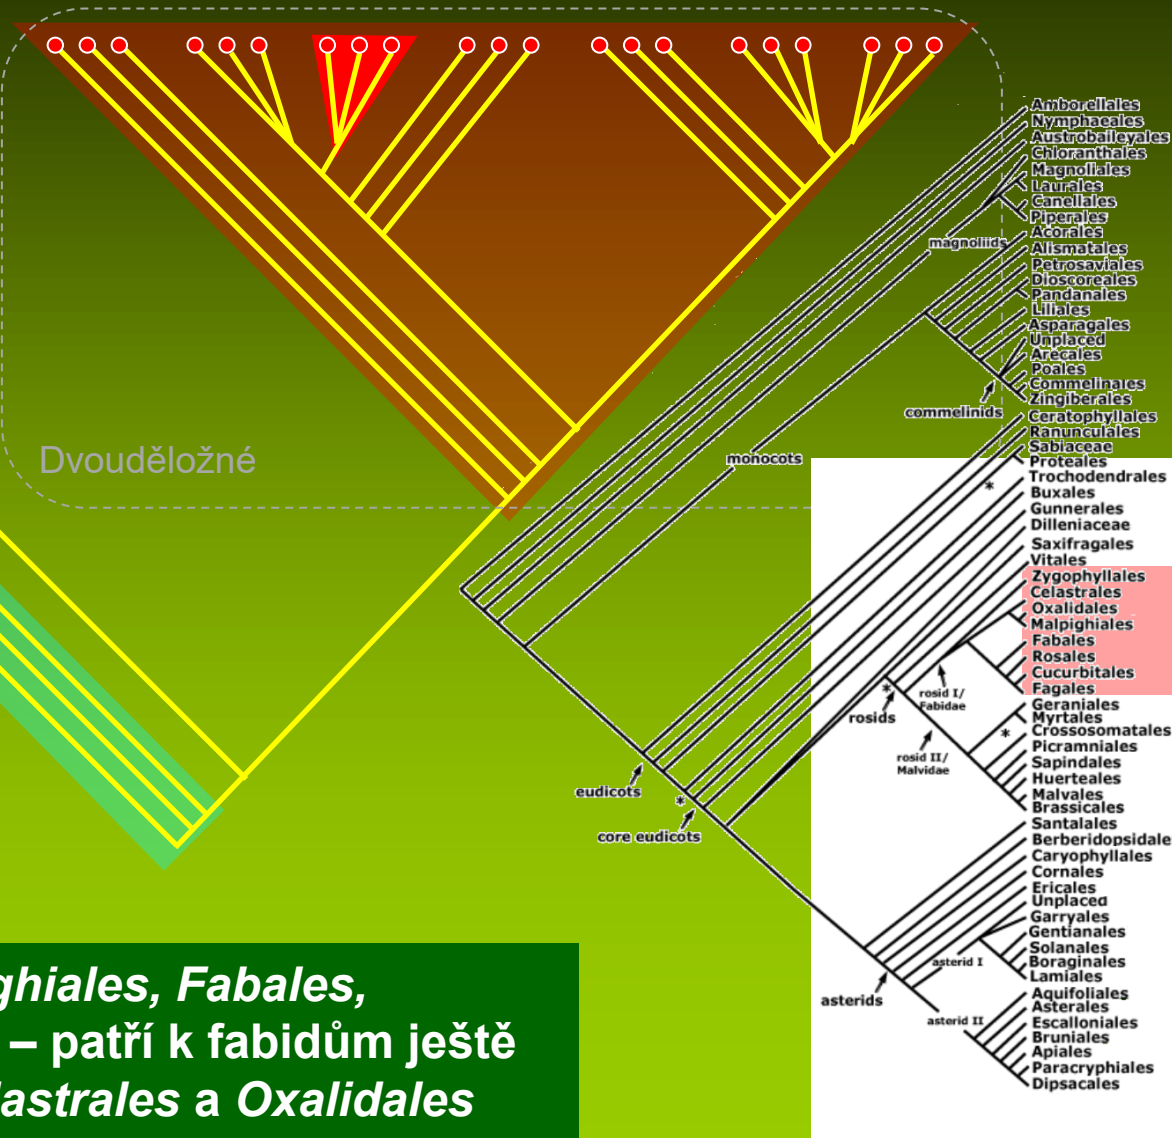 Amborellales
Nymphaeales
Austrobaileyales
Chloranthales
Magnoliales
Laurales
Canellales
Piperales
Acorales
magnoliids
Alismatales
Petrosaviales
Dioscoreales
Pandanales
Liliales
Asparagales
Unplaced
Arecales
Poales
Commelinales
Zingiberales
commelinids
Ceratophyllales
Ranunculales
Sabiaceae
Dvouděložné
monocots
Proteales
Trochodendrales
*
Buxales
Gunnerales
Dilleniaceae
Saxifragales
Vitales
Zygophyllales
Celastrales
Oxalidales
Malpighiales
Fabales
Rosales
Cucurbitales
Fagales
*
rosid I/
Fabidae
rosids
Geraniales
Myrtales
Crossosomatales
*
Picramniales
rosid II/
Malvidae
Sapindales
Huerteales
Malvales
Brassicales
eudicots
*
core eudicots
Santalales
Berberidopsidale
Caryophyllales
Cornales
Ericales
Unplaced
Garryales
Gentianales
Solanales
Boraginales
Lamiales
asterid I
asterids
Aquifoliales
Asterales
asterid II
Escalloniales
Bruniales
Apiales
Paracryphiales
Dipsacales
ghiales, Fabales,
– patří k fabidům ještě
lastrales a Oxalidales